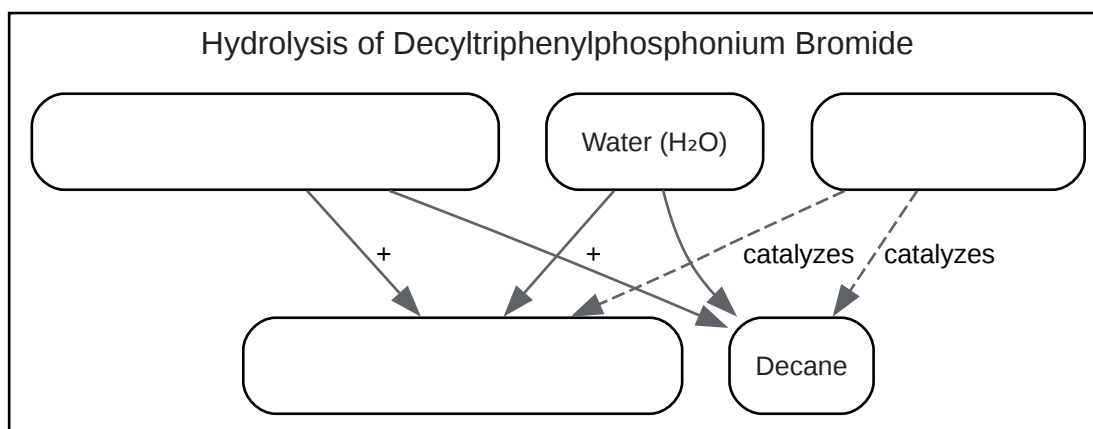 Hydrolysis of Decyltriphenylphosphonium Bromide
Water (H₂O)
+
+
catalyzes
catalyzes
Decane